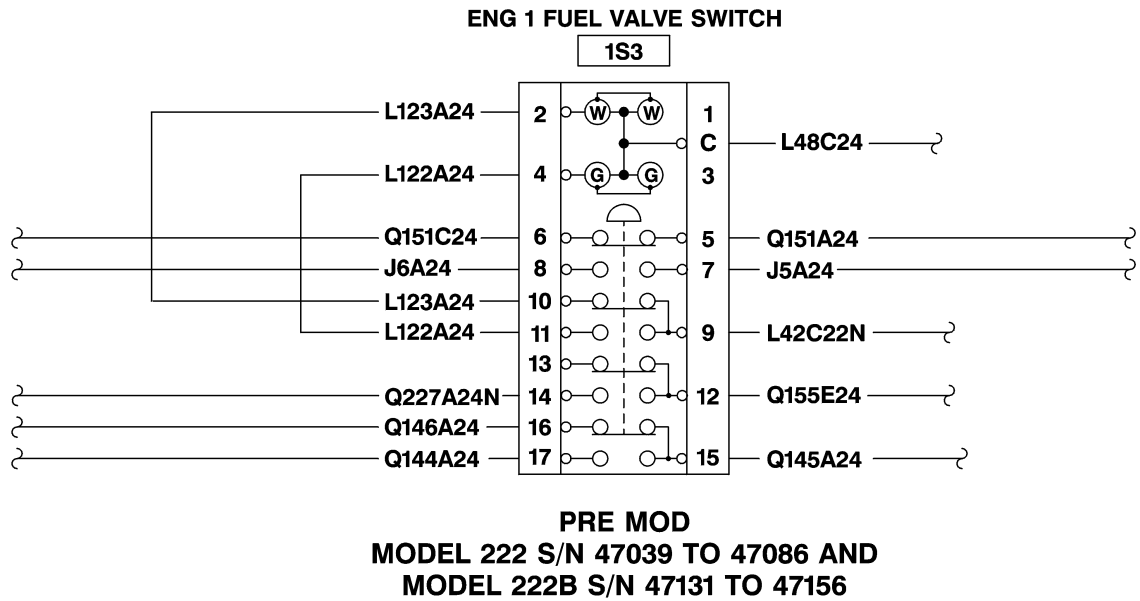 ENG 1 FUEL VALVE SWITCH
1S3
L123A24 2 W W 1
C L48C24
L122A24 4 G G 3
Q151C24 6 5 Q151A24
J6A24 8 7 J5A24
L123A24 10
L122A24 11 9 L42C22N
13
Q227A24N 14 12 Q155E24
Q146A24 16
Q144A24 17 15 Q145A24
PRE MOD
MODEL 222 S/N 47039 TO 47086 AND
MODEL 222B S/N 47131 TO 47156